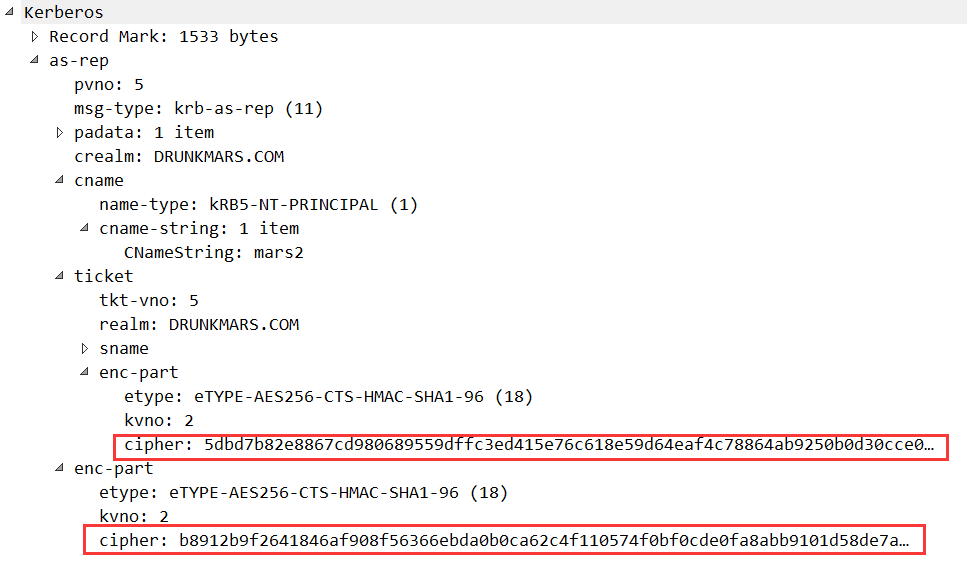 Kerberos
Record Mark: 1533 bytes
as-rep
pvno: 5
msg-type: krb-as-rep (11)
padata: 1 item
crealm: DRUNKMARS.COM
cname
name-type: kRB5-NT-PRINCIPAL (1)
cname-string: 1 item
CNameString: mars2
ticket
tkt-vno: 5
realm: DRUNKMARS.COM
sname
enc-part
etype: eTYPE-AES256-CTS-HMAC-SHA1-96 (18)
kvno: 2
cipher: 5dbd7b82e8867cd980689559dffc3ed415e76c618e59d64eaf4c78864ab9250b0d30cce0…
enc-part
etype: eTYPE-AES256-CTS-HMAC-SHA1-96 (18)
kvno: 2
cipher: b8912b9f2641846af908f56366ebda0b0ca62c4f110574f0bf0cde0fa8abb9101d58de7a…